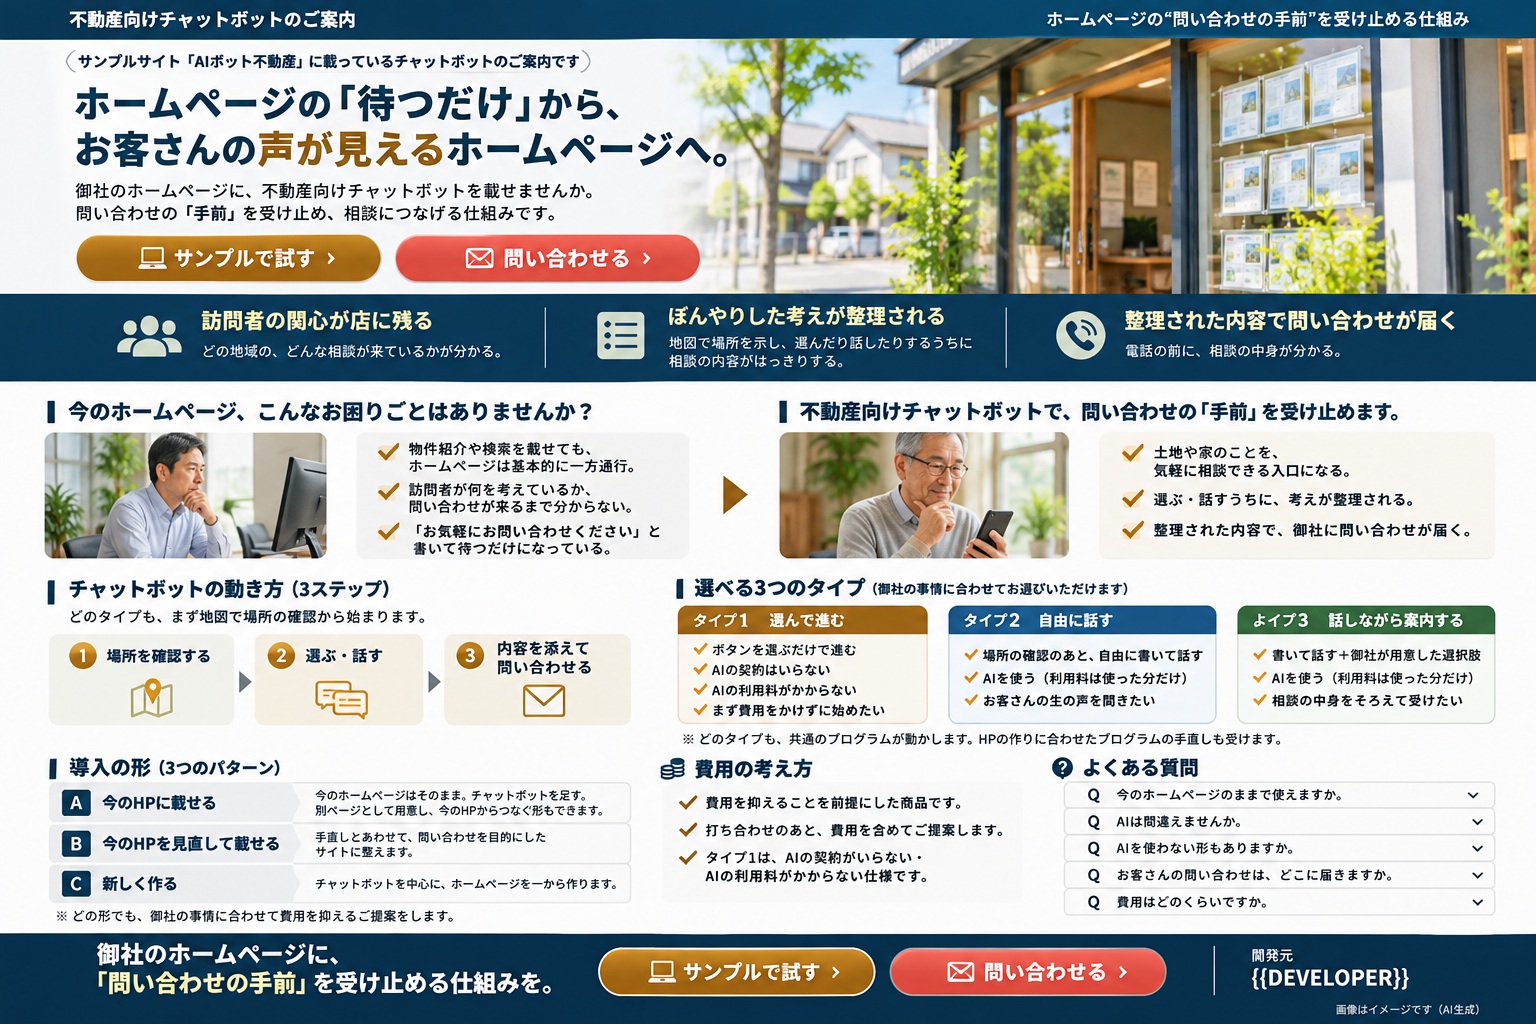 不動産向けチャットボットのご案内
ホームページの“問い合わせの手前”を受け止める仕組み
サンプルサイト「AIボット不動産」に載っているチャットボットのご案内です
ホームページの「待つだけ」から、
お客さんの声が見えるホームページへ。
御社のホームページに、不動産向けチャットボットを載せませんか。
問い合わせの「手前」を受け止め、相談につなげる仕組みです。
サンプルで試す ›
問い合わせる ›
訪問者の関心が店に残る
どの地域の、どんな相談が来ているかが分かる。
ぼんやりした考えが整理される
地図で場所を示し、選んだり話したりするうちに
相談の内容がはっきりする。
整理された内容で問い合わせが届く
電話の前に、相談の中身が分かる。
今のホームページ、こんなお困りごとはありませんか？
物件紹介や検索を載せても、
ホームページは基本的に一方通行。
訪問者が何を考えているか、
問い合わせが来るまで分からない。
「お気軽にお問い合わせください」と
書いて待つだけになっている。
不動産向けチャットボットで、問い合わせの「手前」を受け止めます。
土地や家のことを、
気軽に相談できる入口になる。
選ぶ・話すうちに、考えが整理される。
整理された内容で、御社に問い合わせが届く。
チャットボットの動き方（3ステップ）
どのタイプも、まず地図で場所の確認から始まります。
1 場所を確認する
2 選ぶ・話す
3 内容を添えて
問い合わせる
選べる3つのタイプ（御社の事情に合わせてお選びいただけます）
タイプ1 選んで進む
ボタンを選ぶだけで進む
AIの契約はいらない
AIの利用料がかからない
まず費用をかけずに始めたい
タイプ2 自由に話す
場所の確認のあと、自由に書いて話す
AIを使う（利用料は使った分だけ）
お客さんの生の声を聞きたい
よイプ3 話しながら案内する
書いて話す＋御社が用意した選択肢
AIを使う（利用料は使った分だけ）
相談の中身をそろえて受けたい
※ どのタイプも、共通のプログラムが動かします。HPの作りに合わせたプログラムの手直しも受けます。
導入の形（3つのパターン）
A 今のHPに載せる
今のホームページはそのまま。チャットボットを足す。
別ページとして用意し、今のHPからつなぐ形もできます。
B 今のHPを見直して載せる
手直しとあわせて、問い合わせを目的にした
サイトに整えます。
C 新しく作る
チャットボットを中心に、ホームページを一から作ります。
※ どの形でも、御社の事情に合わせて費用を抑えるご提案をします。
費用の考え方
費用を抑えることを前提にした商品です。
打ち合わせのあと、費用を含めてご提案します。
タイプ1は、AIの契約がいらない・
AIの利用料がかからない仕様です。
? よくある質問
Q 今のホームページのままで使えますか。
Q AIは間違えませんか。
Q AIを使わない形もありますか。
Q お客さんの問い合わせは、どこに届きますか。
Q 費用はどのくらいですか。
御社のホームページに、
「問い合わせの手前」を受け止める仕組みを。
サンプルで試す ›
問い合わせる ›
開発元
{{DEVELOPER}}
画像はイメージです（AI生成）